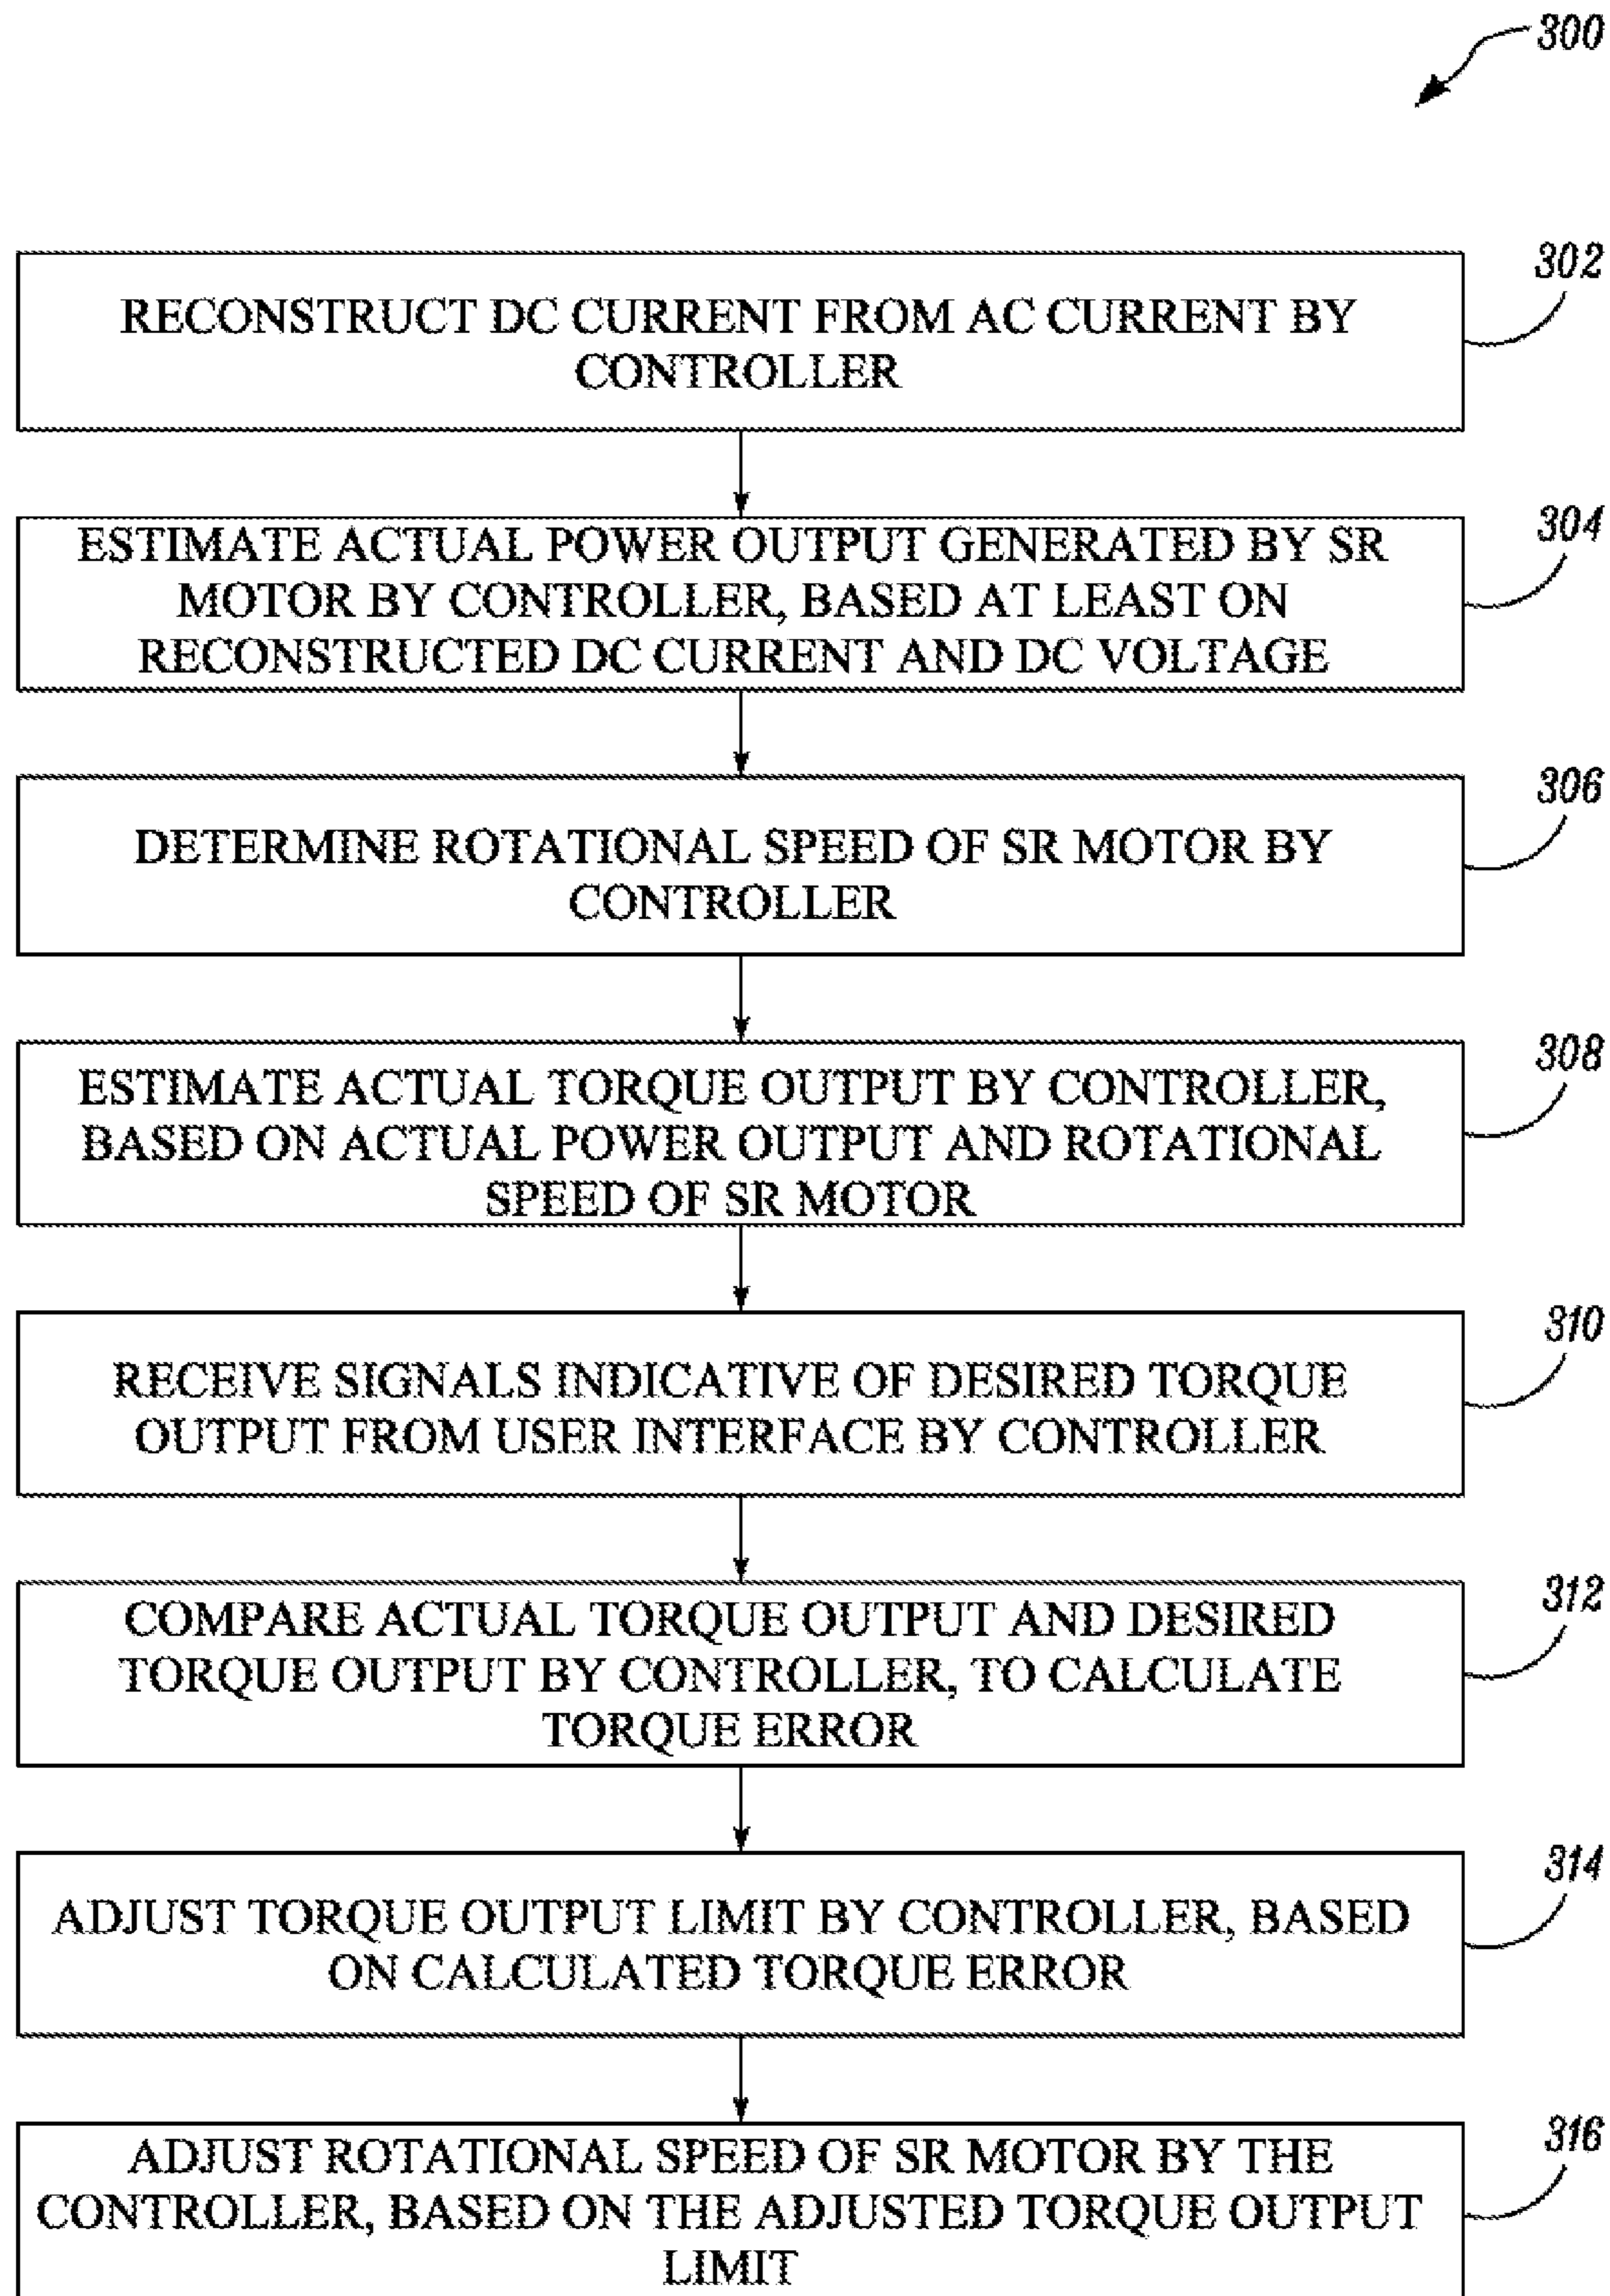 300
302
RECONSTRUCT DC CURRENT FROM AC CURRENT BY
CONTROLLER
304
ESTIMATE ACTUAL POWER OUTPUT GENERATED BY SR
MOTOR BY CONTROLLER, BASED AT LEAST ON
RECONSTRUCTED DC CURRENT AND DC VOLTAGE
306
DETERMINE ROTATIONAL SPEED OF SR MOTOR BY
CONTROLLER
308
ESTIMATE ACTUAL TORQUE OUTPUT BY CONTROLLER,
BASED ON ACTUAL POWER OUTPUT AND ROTATIONAL
SPEED OF SR MOTOR
310
RECEIVE SIGNALS INDICATIVE OF DESIRED TORQUE
OUTPUT FROM USER INTERFACE BY CONTROLLER
312
COMPARE ACTUAL TORQUE OUTPUT AND DESIRED
TORQUE OUTPUT BY CONTROLLER, TO CALCULATE
TORQUE ERROR
314
ADJUST TORQUE OUTPUT LIMIT BY CONTROLLER, BASED
ON CALCULATED TORQUE ERROR
316
ADJUST ROTATIONAL SPEED OF SR MOTOR BY THE
CONTROLLER, BASED ON THE ADJUSTED TORQUE OUTPUT
LIMIT